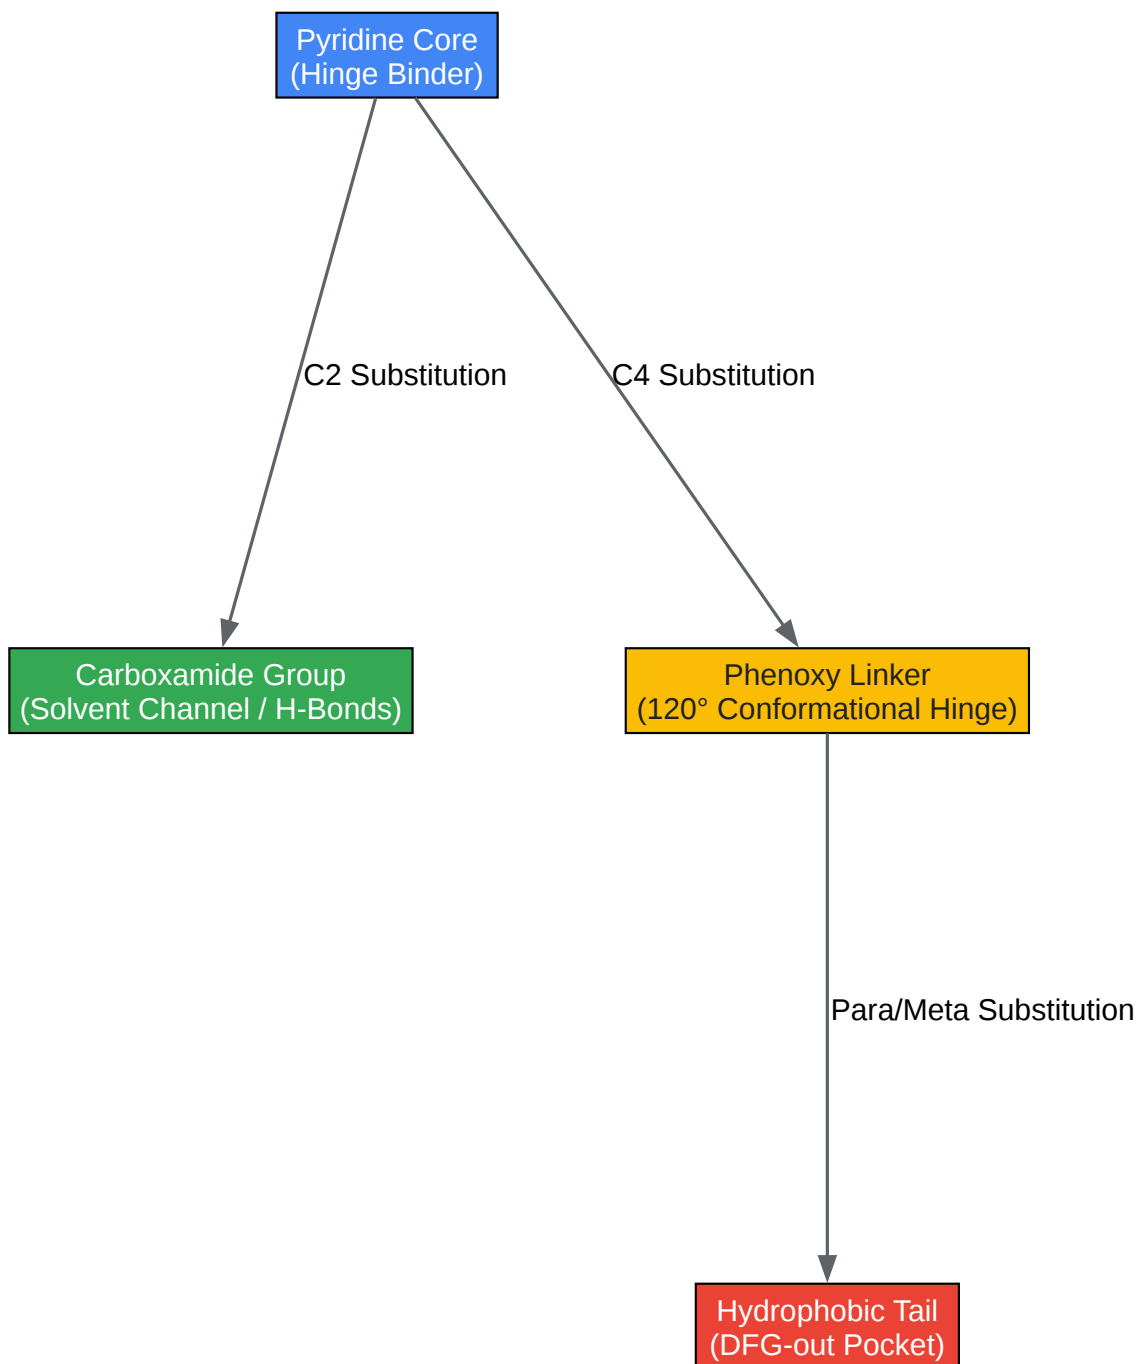 Pyridine Core
(Hinge Binder)
C2 Substitution
C4 Substitution
Carboxamide Group
(Solvent Channel / H-Bonds)
Phenoxy Linker
(120° Conformational Hinge)
Para/Meta Substitution
Hydrophobic Tail
(DFG-out Pocket)